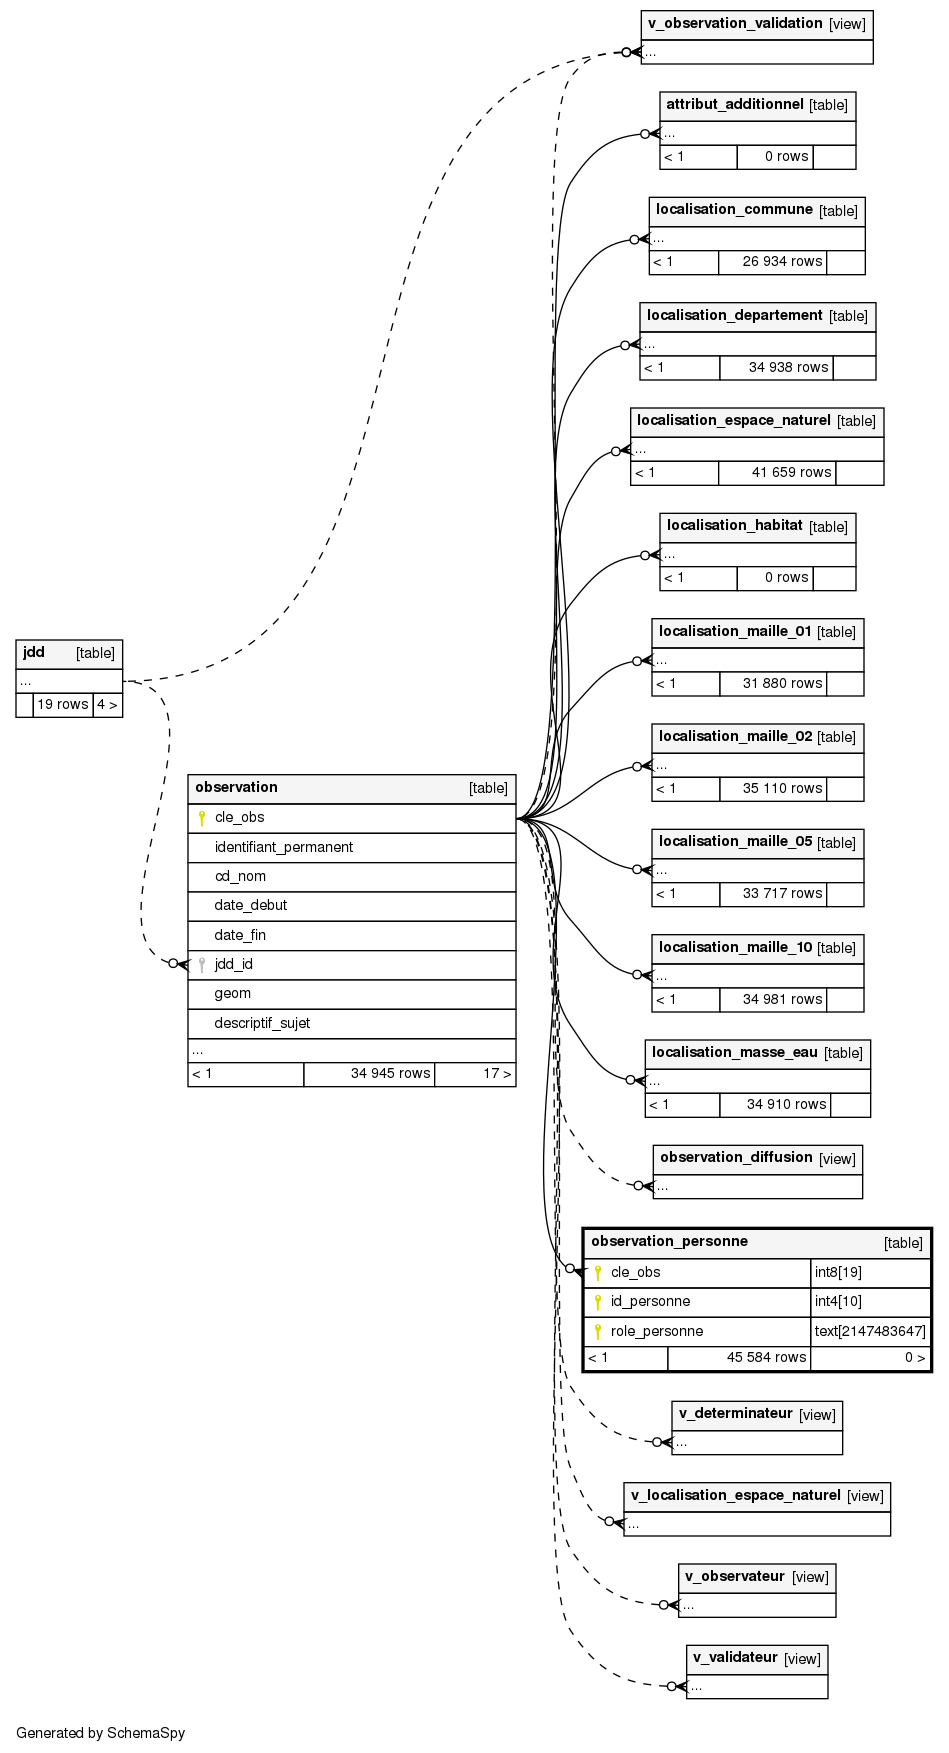 v_observation_validation [view]
...
attribut_additionnel [table]
...
< 1 0 rows
localisation_commune [table]
...
< 1 26 934 rows
localisation_departement [table]
...
< 1 34 938 rows
localisation_espace_naturel [table]
...
< 1 41 659 rows
localisation_habitat [table]
...
< 1 0 rows
localisation_maille_01 [table]
...
< 1 31 880 rows
jdd [table]
...
19 rows 4 >
localisation_maille_02 [table]
...
< 1 35 110 rows
observation [table]
cle_obs
identifiant_permanent
cd_nom
date_debut
date_fin
jdd_id
geom
descriptif_sujet
...
< 1 34 945 rows 17 >
localisation_maille_05 [table]
...
< 1 33 717 rows
localisation_maille_10 [table]
...
< 1 34 981 rows
localisation_masse_eau [table]
...
< 1 34 910 rows
observation_diffusion [view]
...
observation_personne [table]
cle_obs int8[19]
id_personne int4[10]
role_personne text[2147483647]
< 1 45 584 rows 0 >
v_determinateur [view]
...
v_localisation_espace_naturel [view]
...
v_observateur [view]
...
v_validateur [view]
...
Generated by SchemaSpy